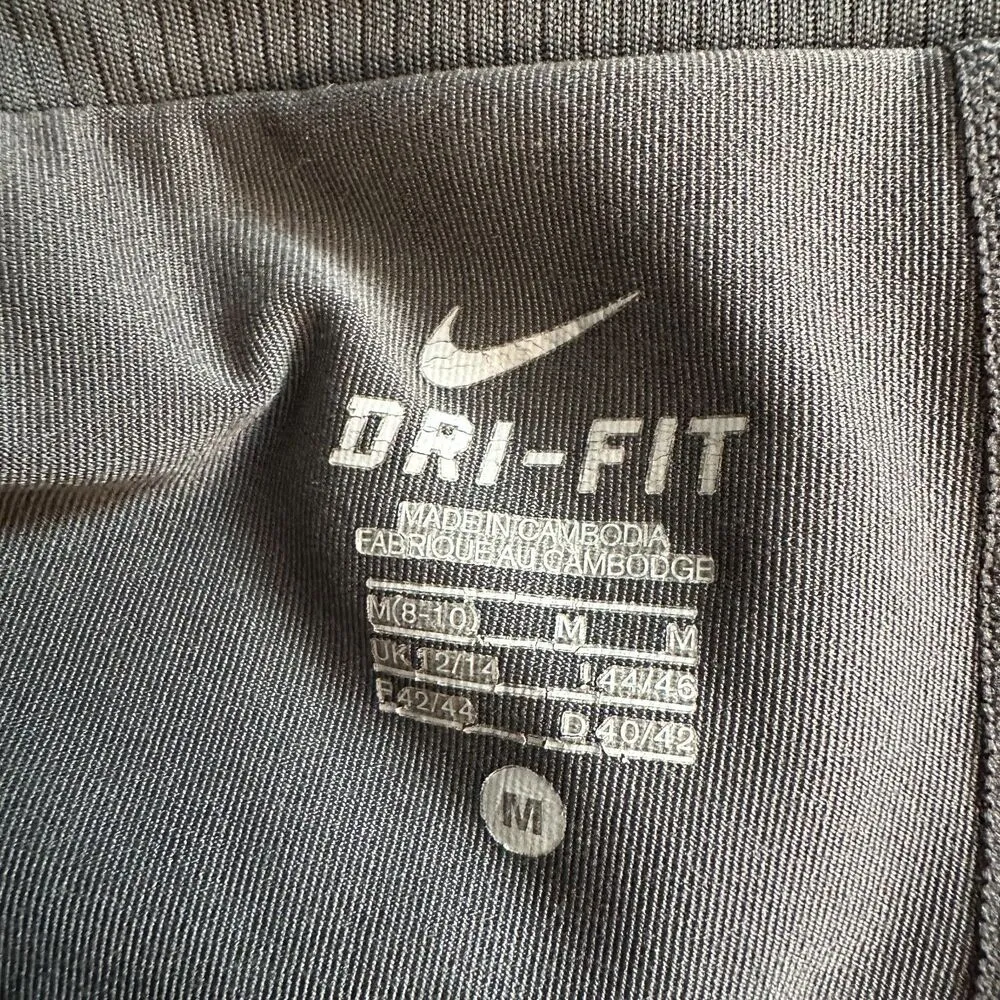 DRI-FIT
MADE IN CAMBODIA
FABRIQUE AU CAMBODGE
M(8-10) M M
UK 12/14 I 44/46
F 42/44 D 40/42
M